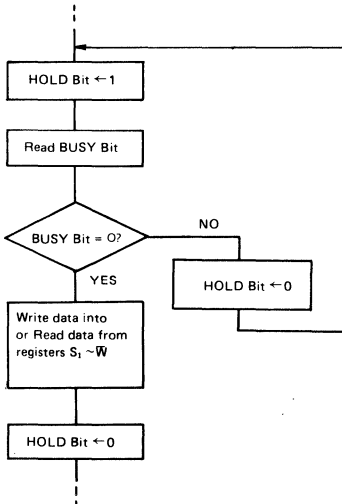 HOLD Bit ← 1
Read BUSY Bit
BUSY Bit = 0?
NO
YES
HOLD Bit ← 0
Write data into
or Read data from
registers S₁ ~ W̅
HOLD Bit ← 0